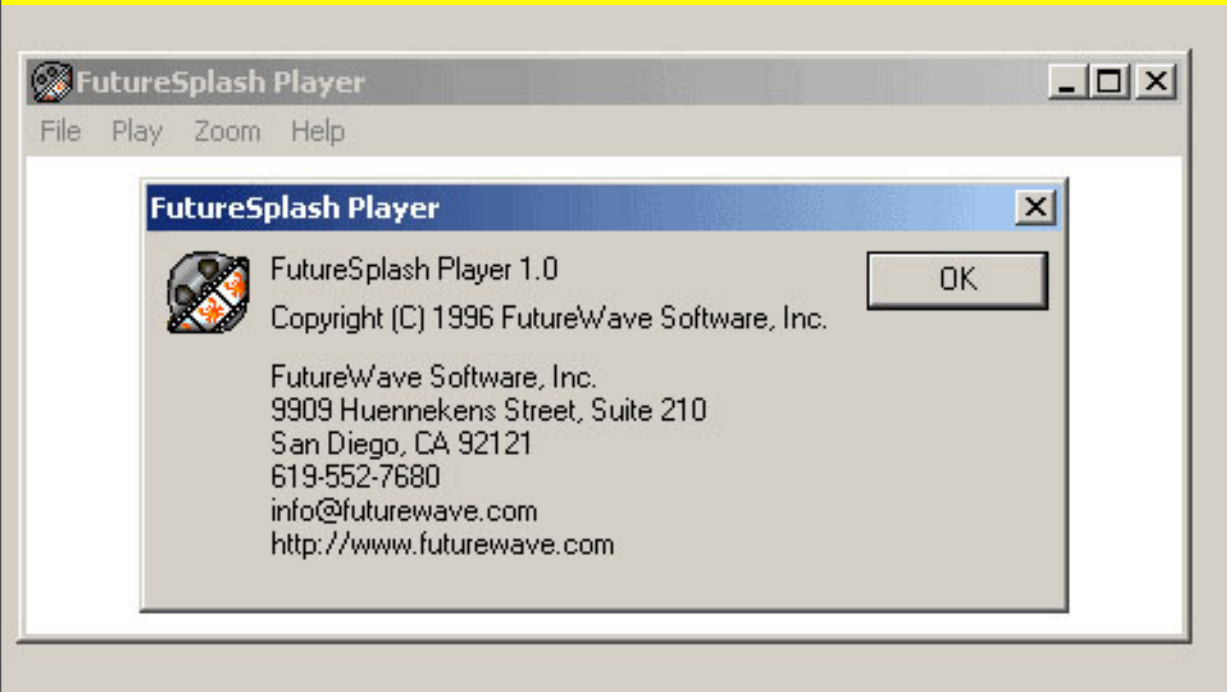 FutureSplash Player
File Play Zoom Help
FutureSplash Player
FutureSplash Player 1.0
OK
Copyright (C) 1996 FutureWave Software, Inc.
FutureWave Software, Inc.
9909 Huennekens Street, Suite 210
San Diego, CA 92121
619-552-7680
info@futurewave.com
http://www.futurewave.com